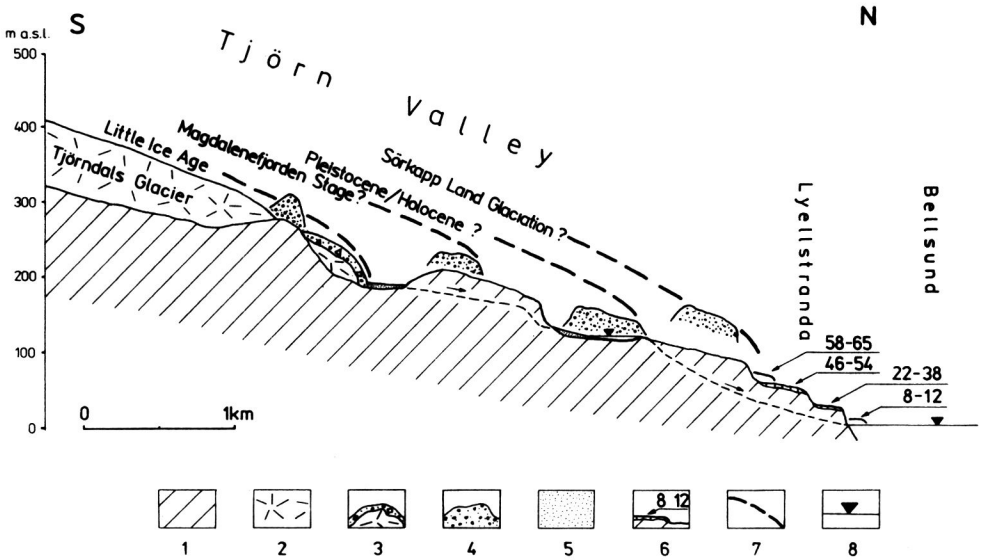 S
N
m a.s.l.
Tjörn Valley
500
400
300
200
100
0
Little Ice Age
Tjörndals Glacier
Magdalenefjorden
Stage?
Pleistocene/Holocene ?
Sörkapp Land Glaciation ?
Lyellstranda
Bellsund
58-65
46-54
22-38
8-12
0 1km
8 12
1 2 3 4 5 6 7 8